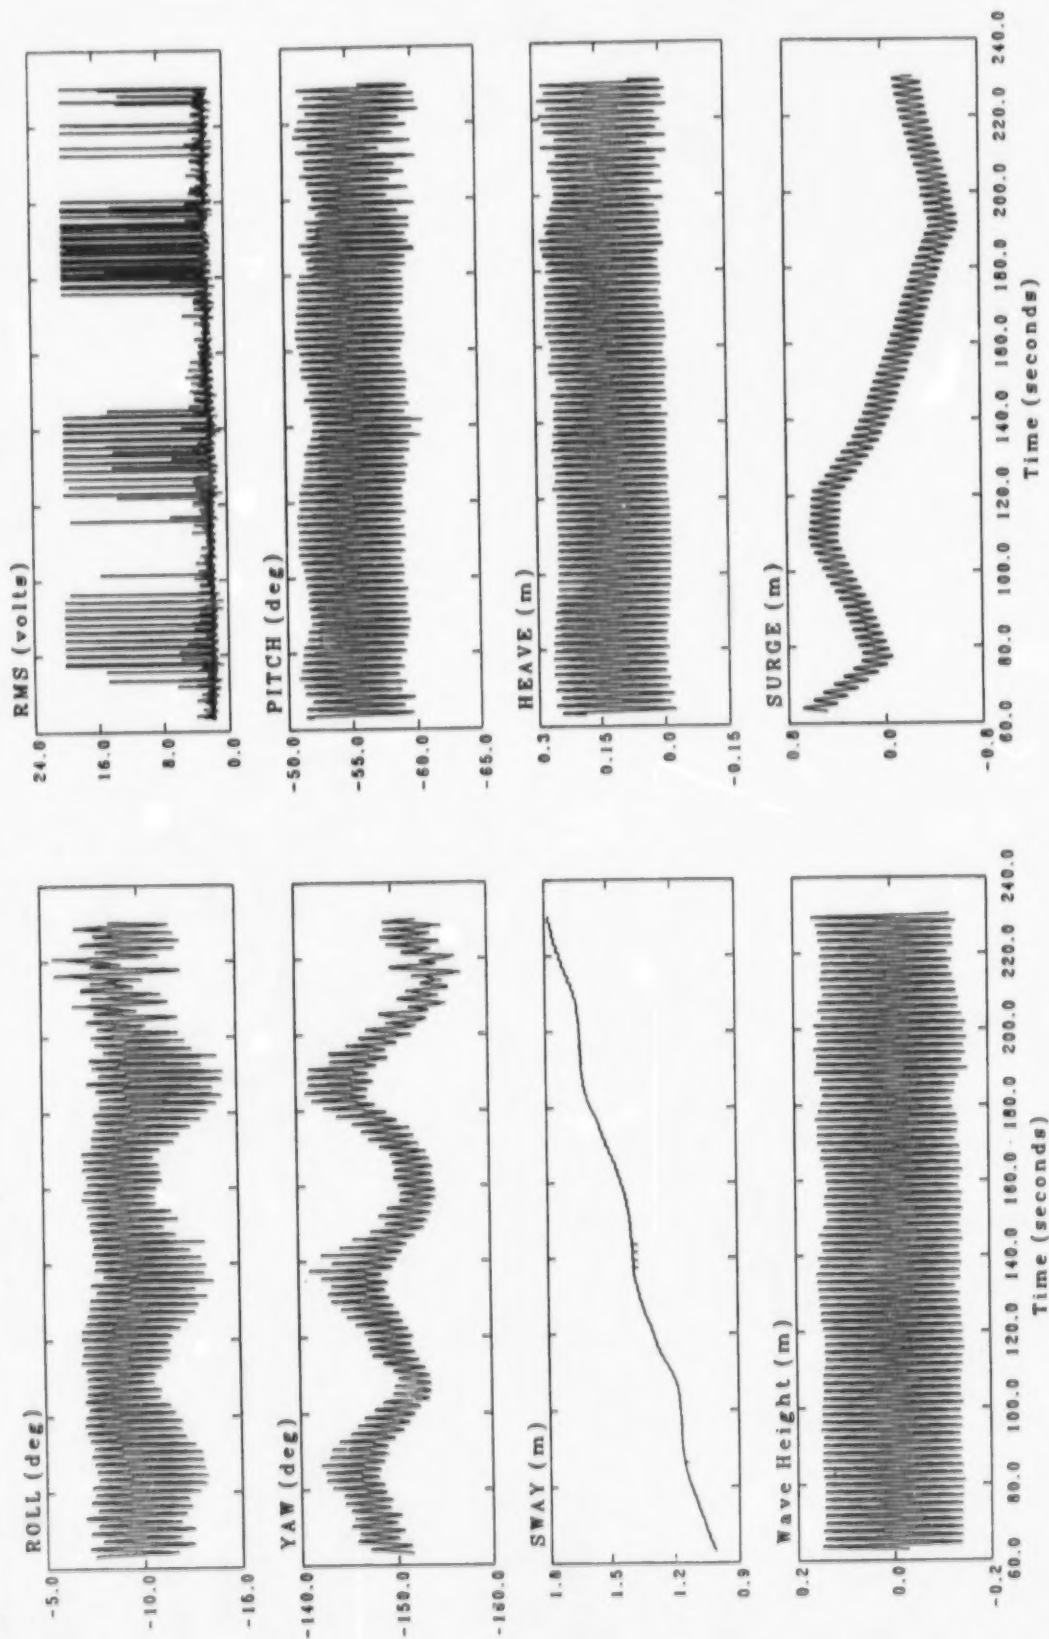 ROLL (deg)
-5.0
-10.0
-15.0
YAW (deg)
-140.0
-150.0
-160.0
SWAY (m)
1.8
1.5
1.2
0.9
Wave Height (m)
0.2
-0.0
-0.2
60.0 80.0 100.0 120.0 140.0 160.0 180.0 200.0 220.0 240.0
Time (seconds)
RMS (volts)
24.0
16.0
8.0
0.0
PITCH (deg)
-50.0
-55.0
-60.0
-65.0
HEAVE (m)
0.3
0.15
0.0
-0.15
SURGE (m)
0.8
0.0
-0.8
60.0 80.0 100.0 120.0 140.0 160.0 180.0 200.0 220.0 240.0
Time (seconds)